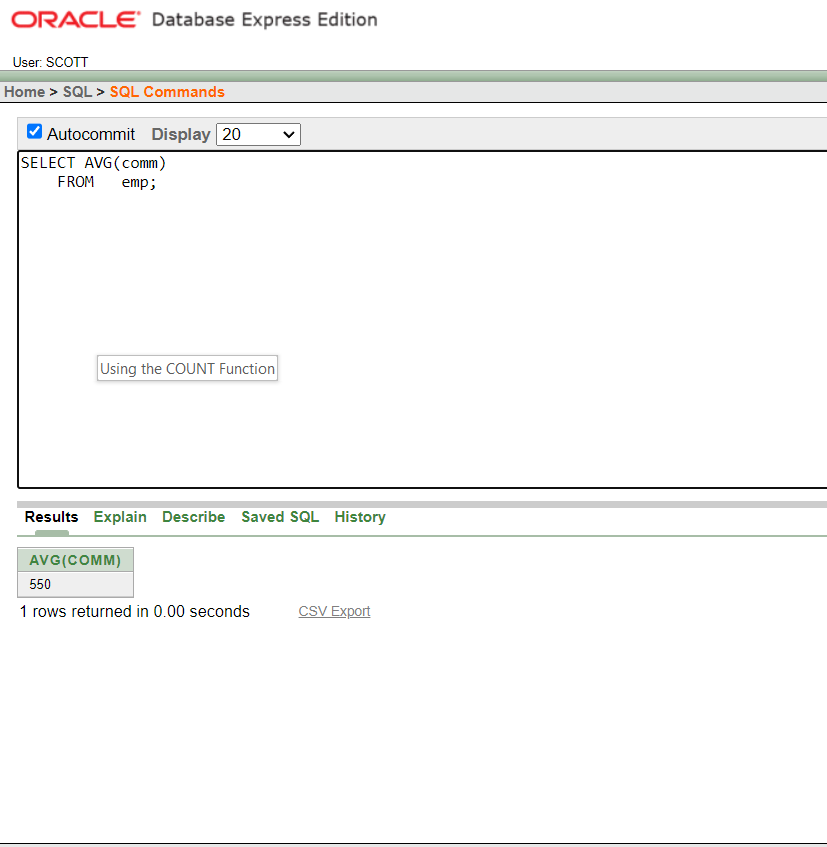 ORACLE Database Express Edition
User: SCOTT
Home > SQL > SQL Commands
Autocommit Display 20
SELECT AVG(comm)
FROM emp;
Using the COUNT Function
Results Explain Describe Saved SQL History
AVG(COMM)
550
1 rows returned in 0.00 seconds CSV Export